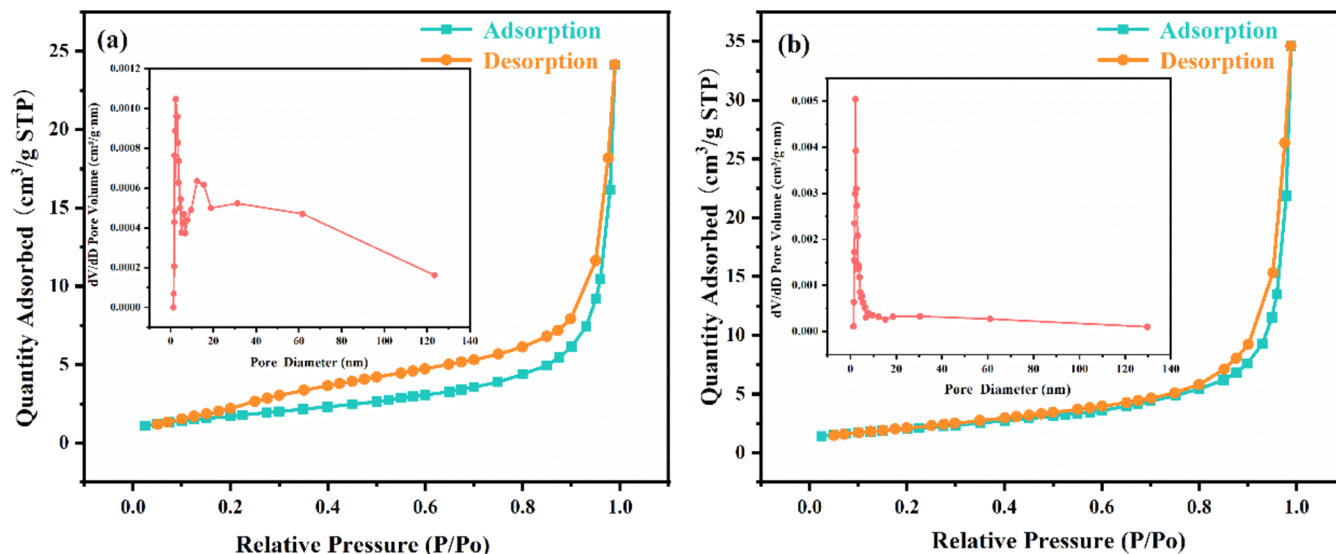 (a)
Adsorption
Desorption
Quantity Adsorbed (cm³/g STP)
25
20
15
10
5
0
0.0 0.2 0.4 0.6 0.8 1.0
Relative Pressure (P/Po)
dV/dD Pore Volume (cm³/g·nm)
0.0012
0.0010
0.0008
0.0006
0.0004
0.0002
0.0000
0 20 40 60 80 100 120 140
Pore Diameter (nm)
(b)
Adsorption
Desorption
Quantity Adsorbed (cm³/g STP)
35
30
25
20
15
10
5
0
0.0 0.2 0.4 0.6 0.8 1.0
Relative Pressure (P/Po)
dV/dD Pore Volume (cm³/g·nm)
0.005
0.004
0.003
0.002
0.001
0.000
0 20 40 60 80 100 120 140
Pore Diameter (nm)